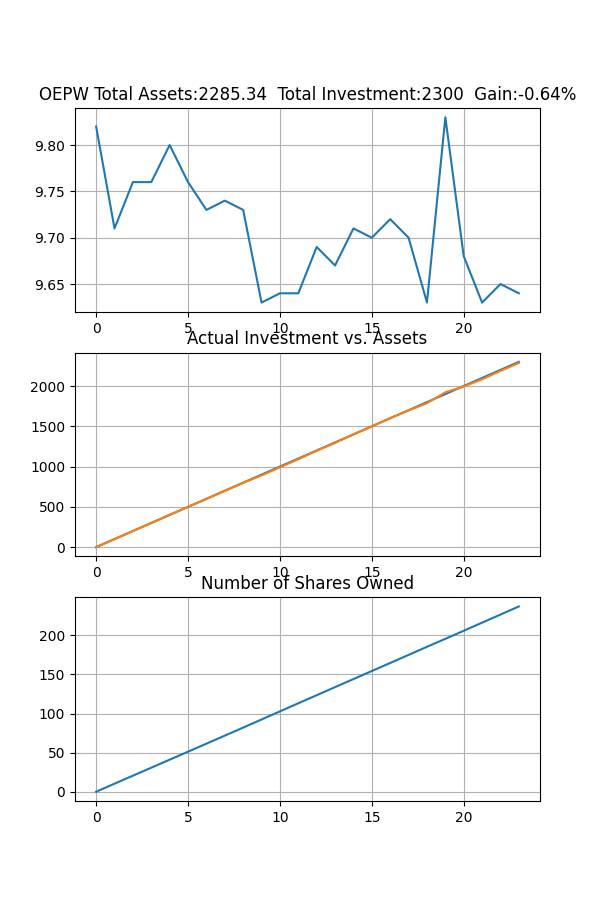 OEPW Total Assets:2285.34  Total Investment:2300  Gain:-0.64%
9.80
9.75
9.70
9.65
0 5 10 15 20
Actual Investment vs. Assets
2000
1500
1000
500
0
0 5 10 15 20
Number of Shares Owned
200
150
100
50
0
0 5 10 15 20